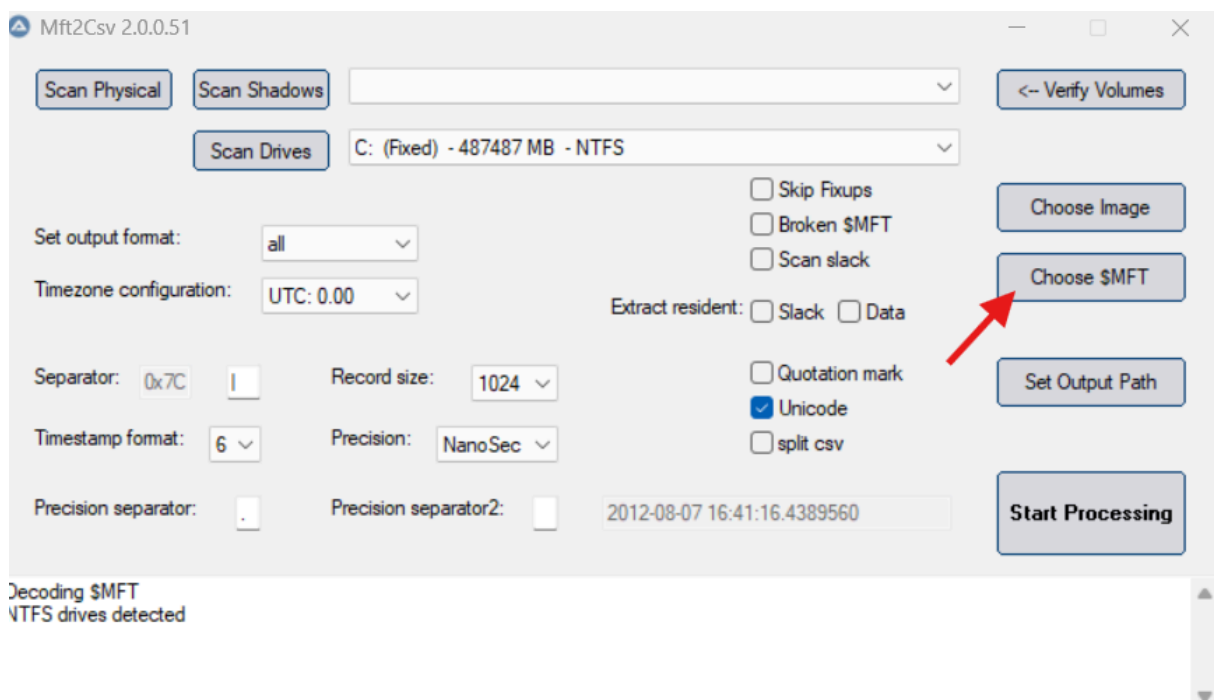 Mft2Csv 2.0.0.51
Scan Physical
Scan Shadows
<-- Verify Volumes
Scan Drives
C: (Fixed) - 487487 MB - NTFS
Skip Fixups
Choose Image
Broken $MFT
Set output format:
all
Scan slack
Choose $MFT
Timezone configuration:
UTC: 0.00
Extract resident:
Slack
Data
Separator:
0x7C
|
Record size:
1024
Quotation mark
Set Output Path
Unicode
Timestamp format:
6
Precision:
NanoSec
split csv
Precision separator:
.
Precision separator2:
2012-08-07 16:41:16.4389560
Start Processing
Decoding $MFT
NTFS drives detected